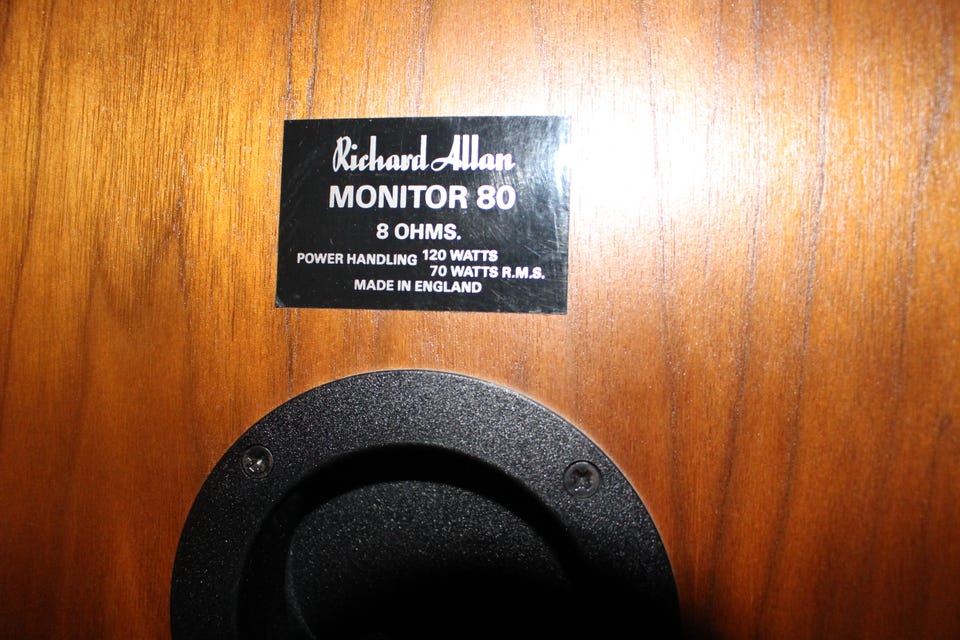 Richard Allan
MONITOR 80
8 OHMS.
POWER HANDLING 120 WATTS
70 WATTS R.M.S.
MADE IN ENGLAND